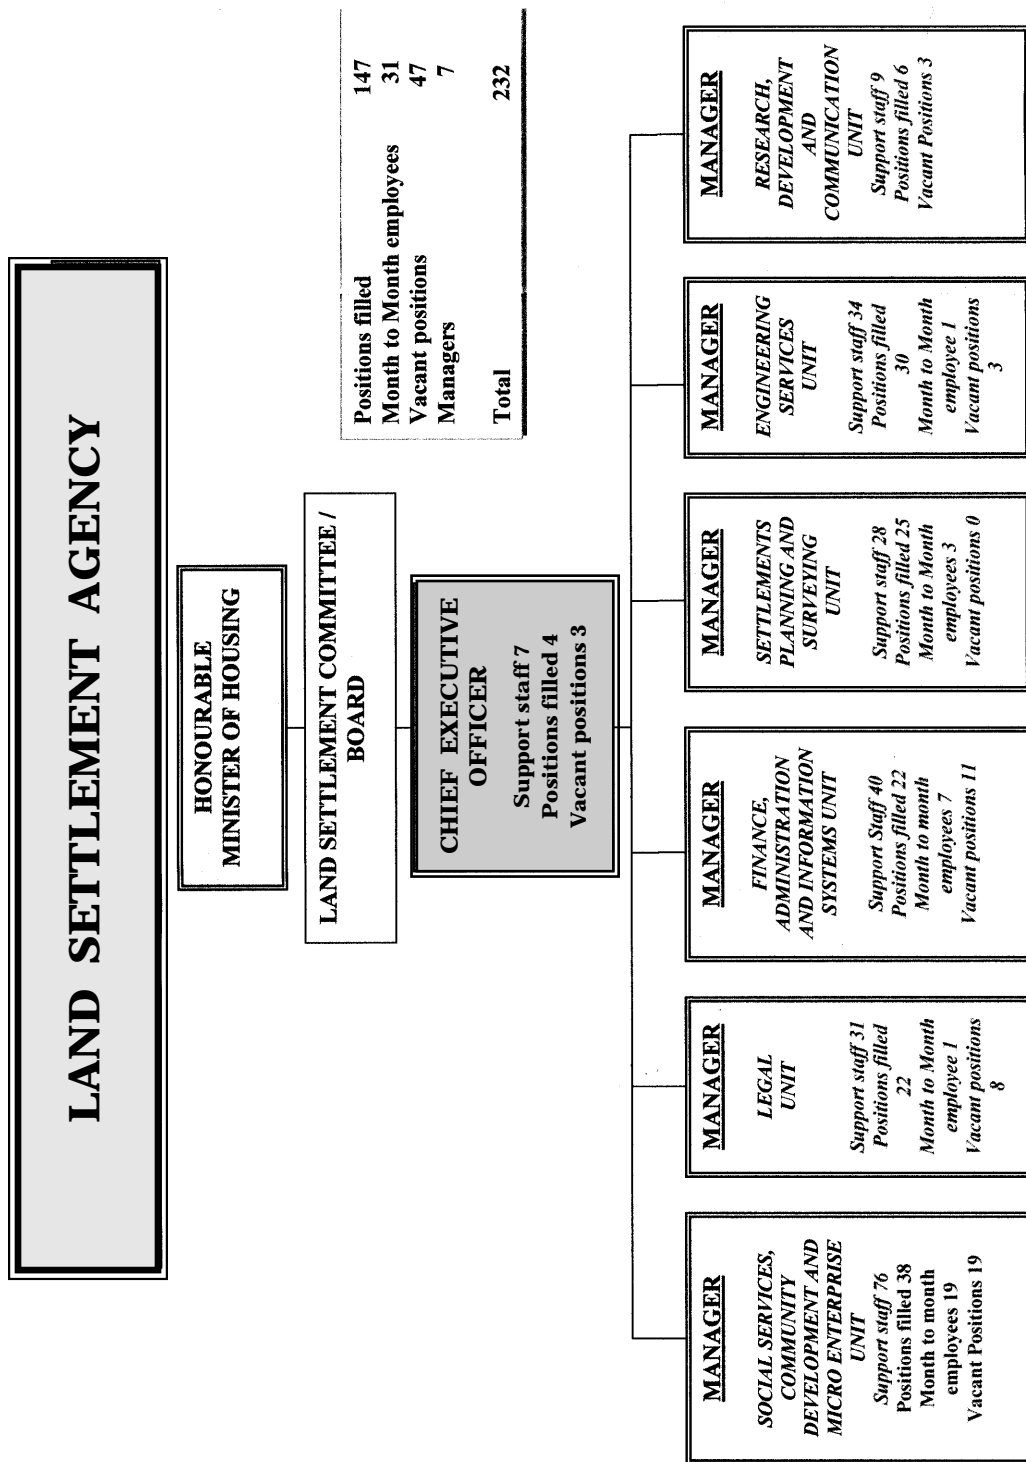 LAND SETTLEMENT AGENCY
HONOURABLE
MINISTER OF HOUSING
LAND SETTLEMENT COMMITTEE /
BOARD
CHIEF EXECUTIVE
OFFICER
Support staff 7
Positions filled 4
Vacant positions 3
Positions filled 147
Month to Month employees 31
Vacant positions 47
Managers 7
Total 232
MANAGER
SOCIAL SERVICES,
COMMUNITY
DEVELOPMENT AND
MICRO ENTERPRISE
UNIT
Support staff 76
Positions filled 38
Month to month
employees 19
Vacant Positions 19
MANAGER
LEGAL
UNIT
Support staff 31
Positions filled
22
Month to Month
employee 1
Vacant positions
8
MANAGER
FINANCE,
ADMINISTRATION
AND INFORMATION
SYSTEMS UNIT
Support Staff 40
Positions filled 22
Month to month
employees 7
Vacant positions 11
MANAGER
SETTLEMENTS
PLANNING AND
SURVEYING
UNIT
Support staff 28
Positions filled 25
Month to Month
employees 3
Vacant positions 0
MANAGER
ENGINEERING
SERVICES
UNIT
Support staff 34
Positions filled
30
Month to Month
employee 1
Vacant positions
3
MANAGER
RESEARCH,
DEVELOPMENT
AND
COMMUNICATION
UNIT
Support staff 9
Positions filled 6
Vacant Positions 3